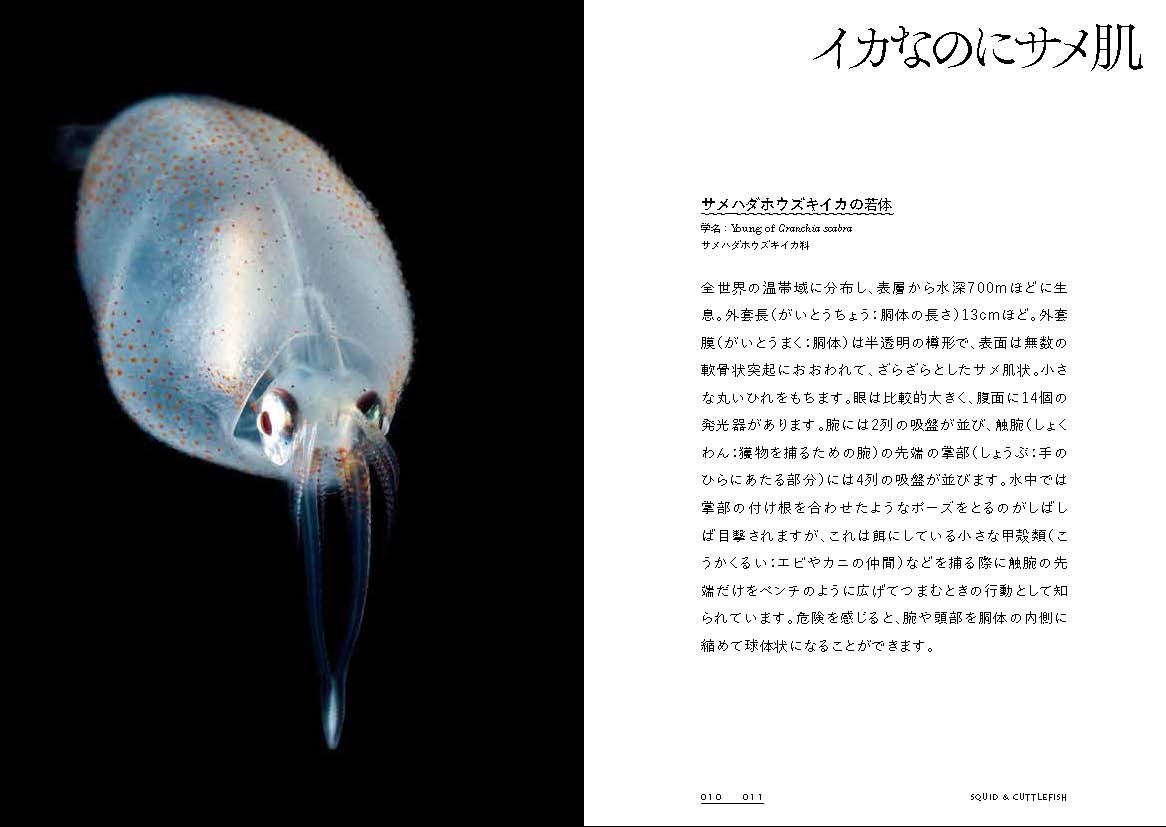 イカなのにサメ肌
サメハダホウズキイカの若体
学名：Young of Cranchia scabra
サメハダホウズキイカ科
全世界の温帯域に分布し、表層から水深700mほどに生
息。外套長（がいとうちょう：胴体の長さ）13cmほど。外套
膜（がいとうまく：胴体）は半透明の樽形で、表面は無数の
軟骨状突起におおわれて、ざらざらとしたサメ肌状。小さ
な丸いひれをもちます。眼は比較的大きく、腹面に14個の
発光器があります。腕には2列の吸盤が並び、触腕（しょく
わん：獲物を捕るための腕）の先端の掌部（しょうぶ：手の
ひらにあたる部分）には4列の吸盤が並びます。水中では
掌部の付け根を合わせたようなポーズをとるのがしばし
ば目撃されますが、これは餌にしている小さな甲殻類（こ
うかくるい：エビやカニの仲間）などを捕る際に触腕の先
端だけをペンチのように広げてつまむときの行動として知
られています。危険を感じると、腕や頭部を胴体の内側に
縮めて球体状になることができます。
010 011
SQUID & CUTTLEFISH